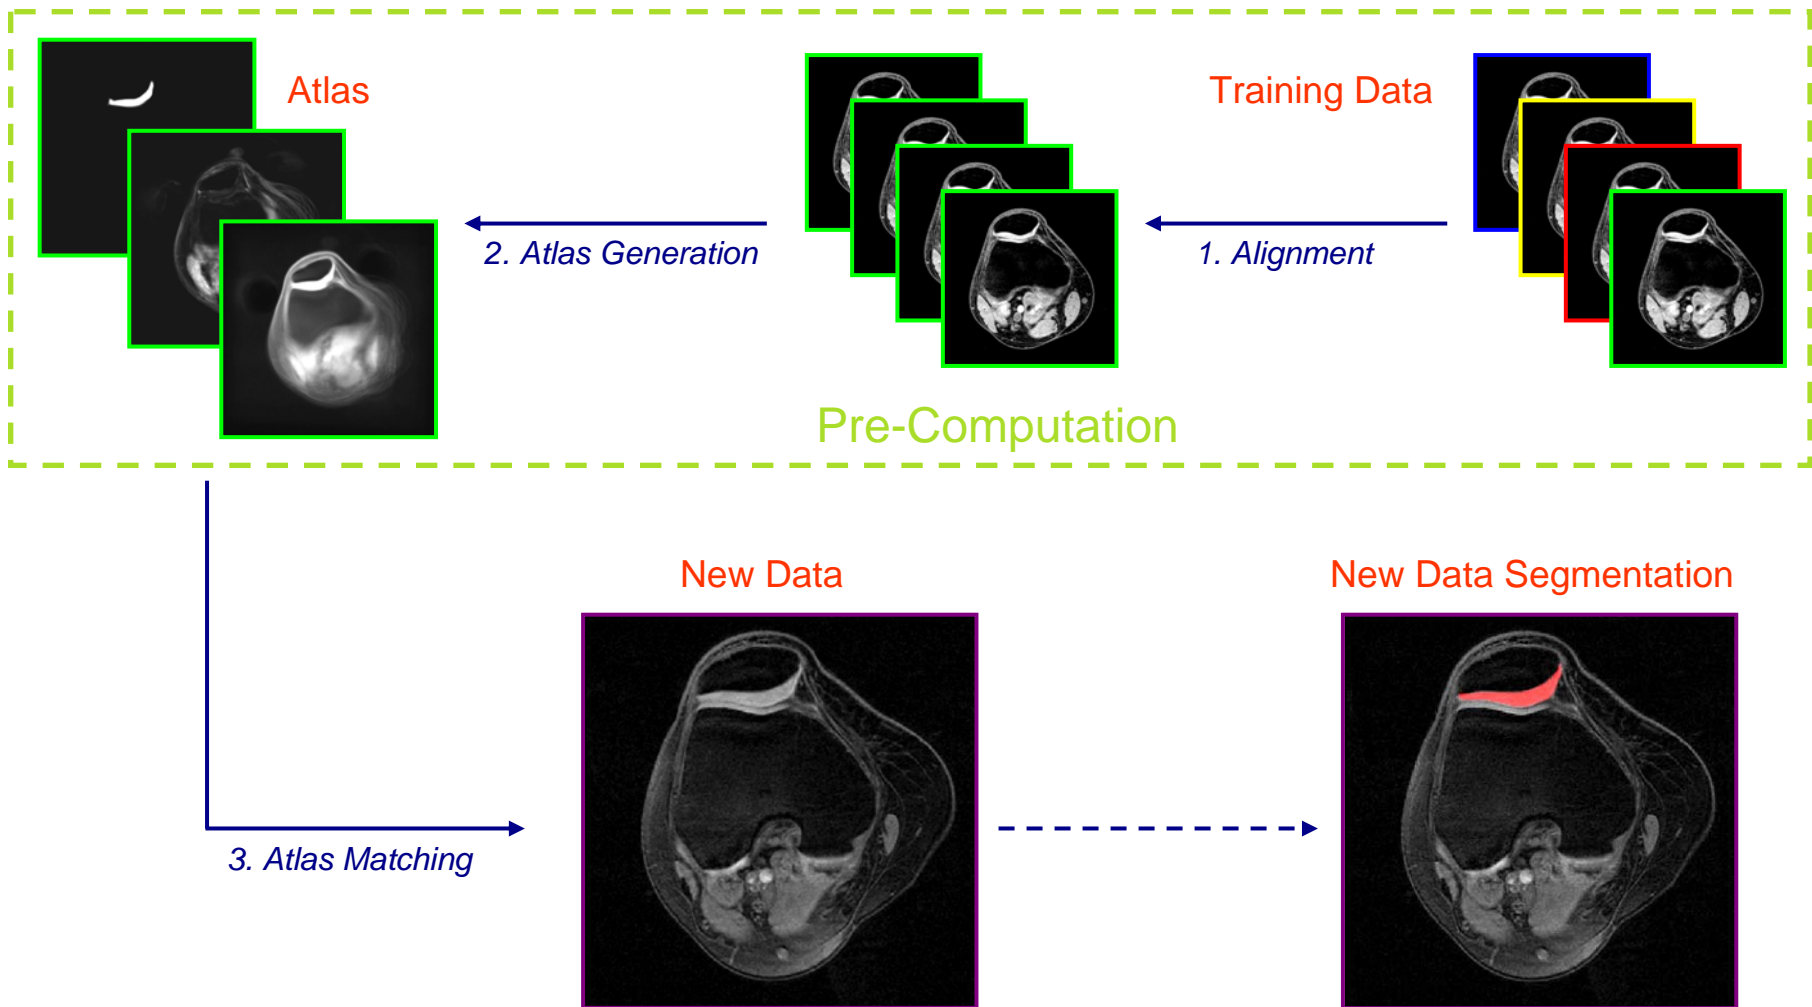 Atlas
Training Data
2. Atlas Generation
1. Alignment
Pre-Computation
New Data
New Data Segmentation
3. Atlas Matching